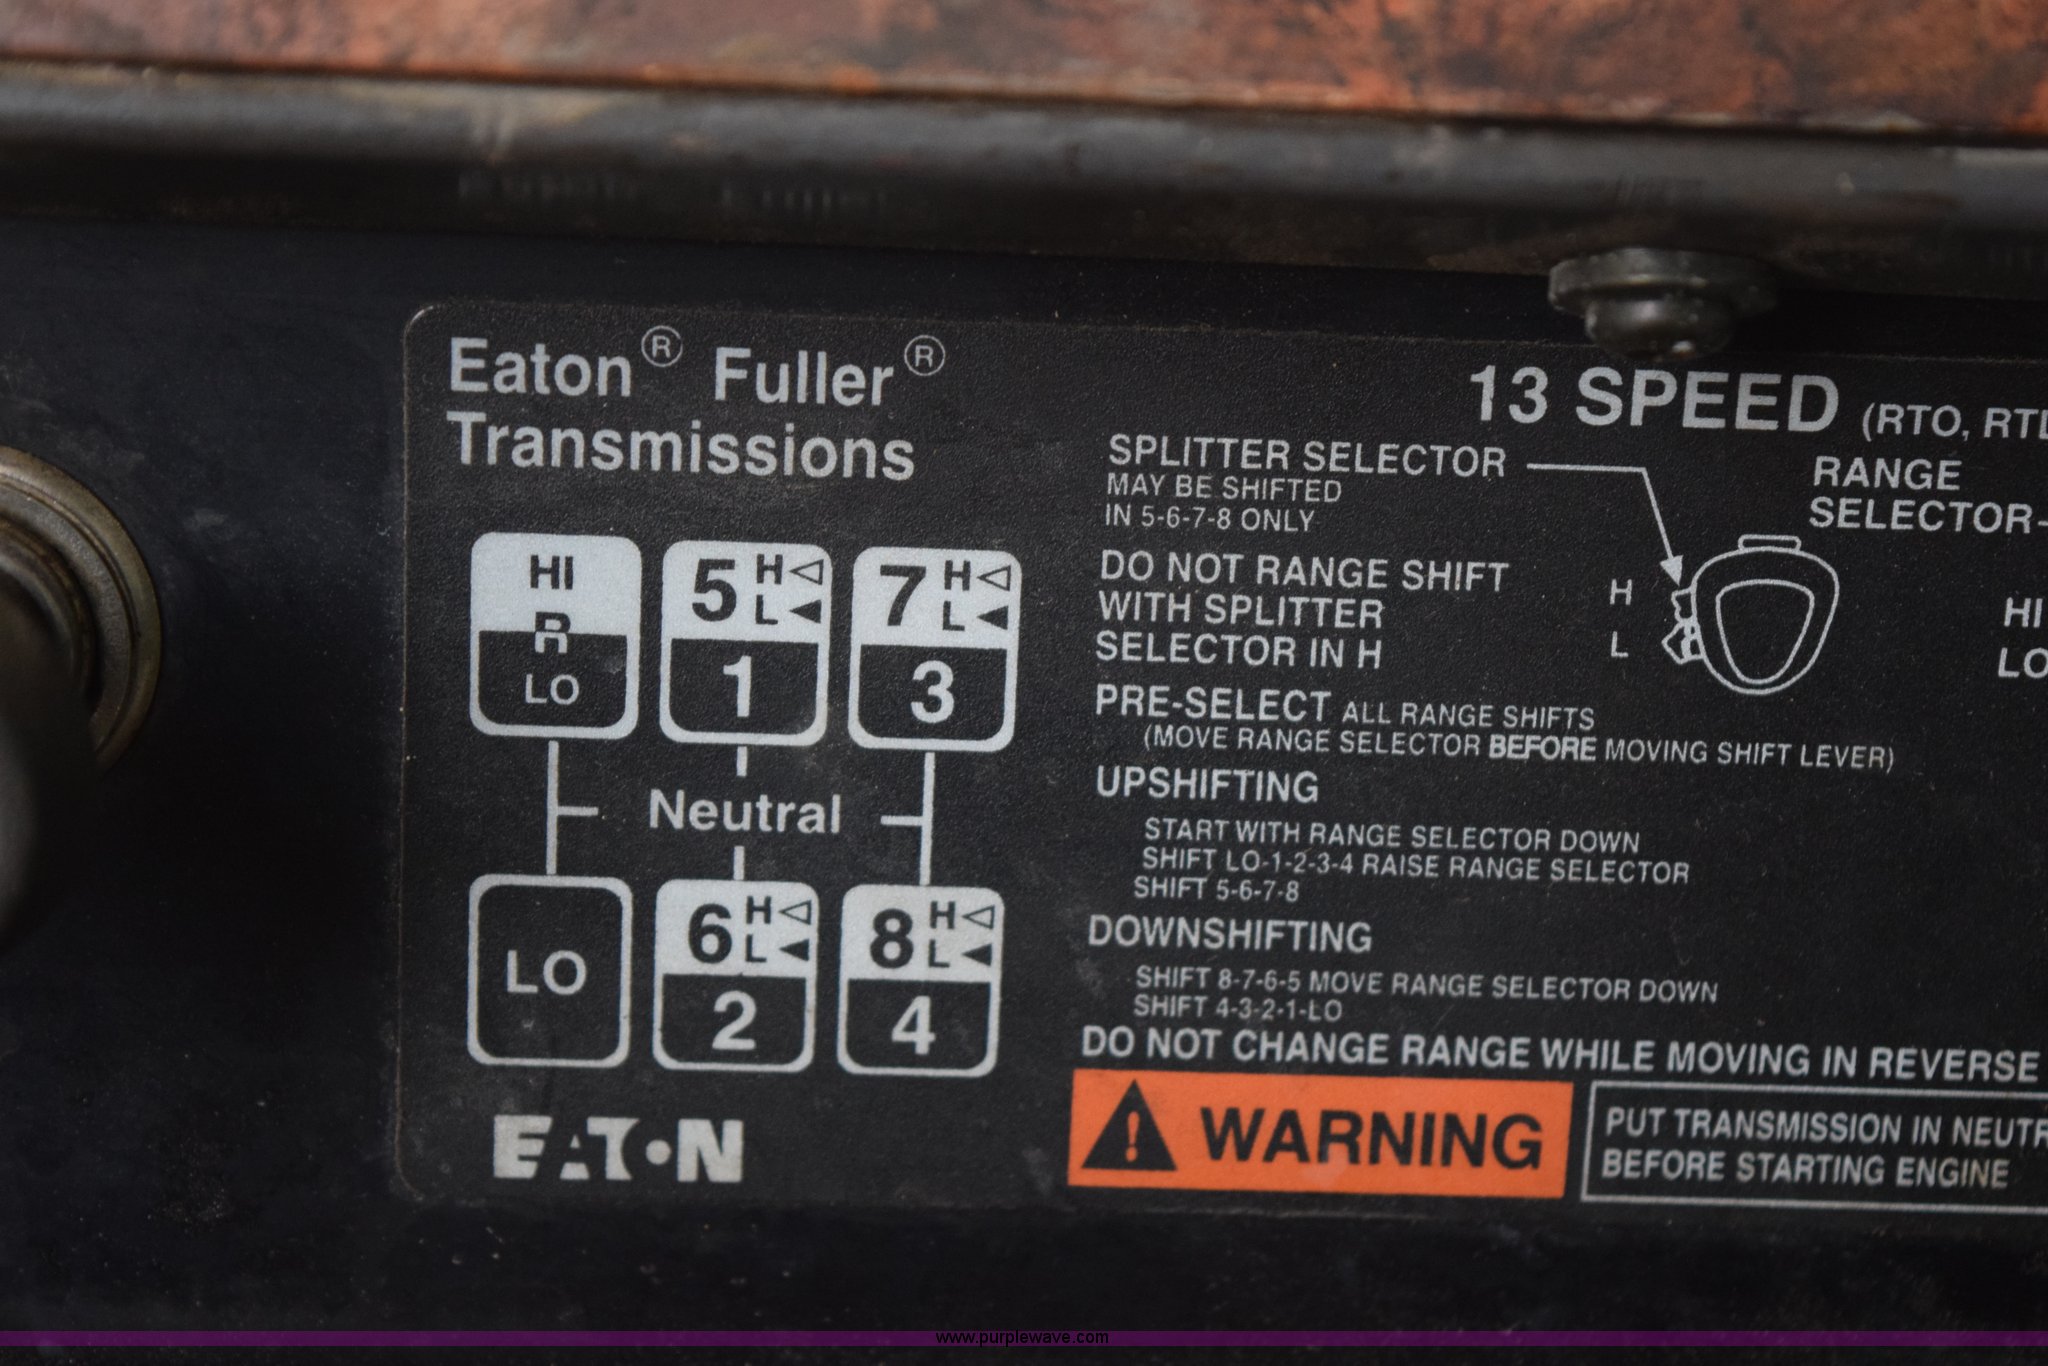 Eaton® Fuller®
Transmissions
HI
R
LO
5 H L
1
7 H L
3
Neutral
LO
6 H L
2
8 H L
4
EATON
13 SPEED (RTO,
SPLITTER SELECTOR
MAY BE SHIFTED
IN 5-6-7-8 ONLY
RANGE
SELECTOR
H
L
HI
LO
DO NOT RANGE SHIFT
WITH SPLITTER
SELECTOR IN H
PRE-SELECT ALL RANGE SHIFTS
(MOVE RANGE SELECTOR BEFORE MOVING SHIFT LEVER)
UPSHIFTING
START WITH RANGE SELECTOR DOWN
SHIFT LO-1-2-3-4 RAISE RANGE SELECTOR
SHIFT 5-6-7-8
DOWNSHIFTING
SHIFT 8-7-6-5 MOVE RANGE SELECTOR DOWN
SHIFT 4-3-2-1-LO
DO NOT CHANGE RANGE WHILE MOVING IN REVERSE
! WARNING
PUT TRANSMISSION IN NEUTR
BEFORE STARTING ENGINE
www.purplewave.com